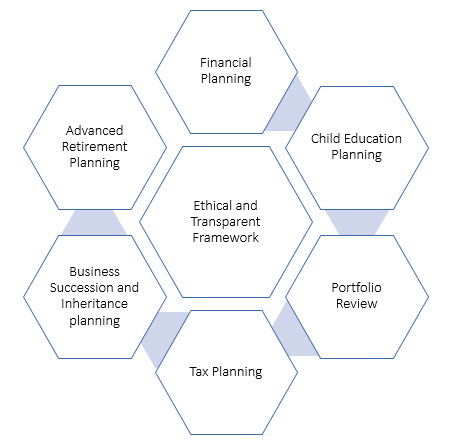 Financial
Planning
Child Education
Planning
Portfolio
Review
Tax Planning
Business
Succession and
Inheritance
planning
Advanced
Retirement
Planning
Ethical and
Transparent
Framework